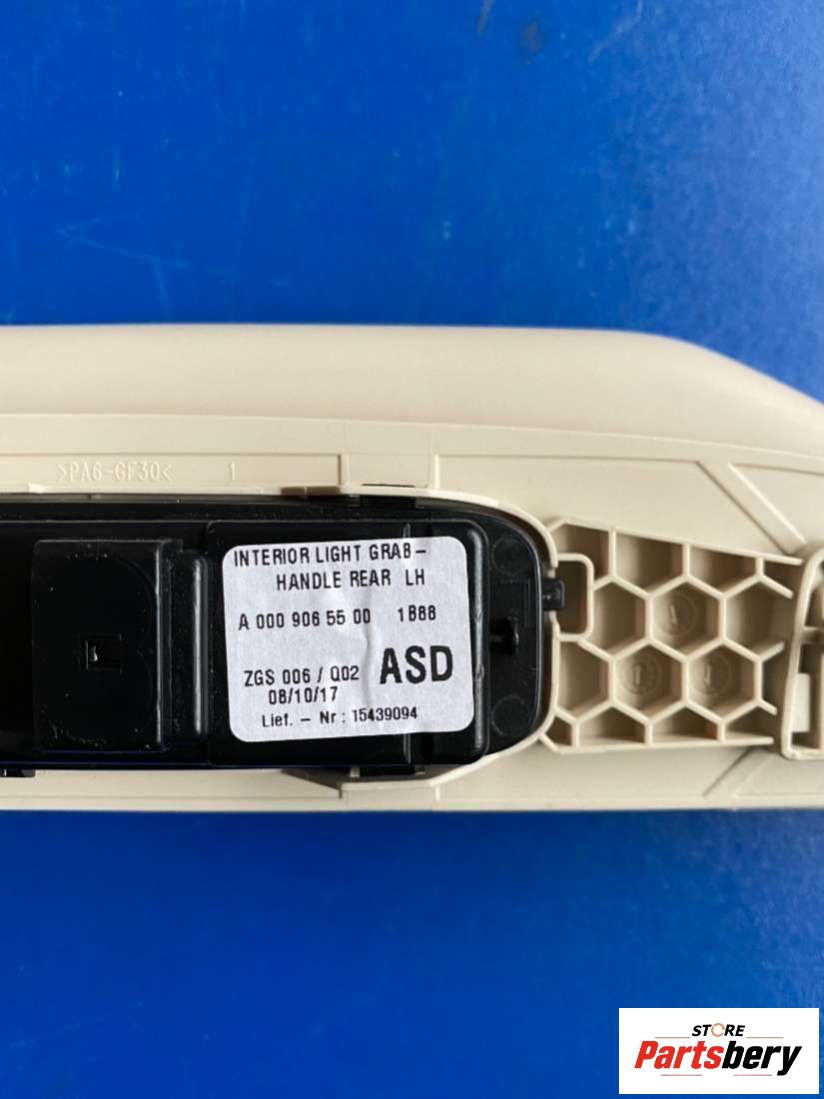 >PA6-GF30< 1
INTERIOR LIGHT GRAB-
HANDLE REAR LH
A 000 906 55 00 1B88
ZGS 006 / Q02 ASD
08/10/17
Lief. - Nr: 15439094
STORE
Partsbery